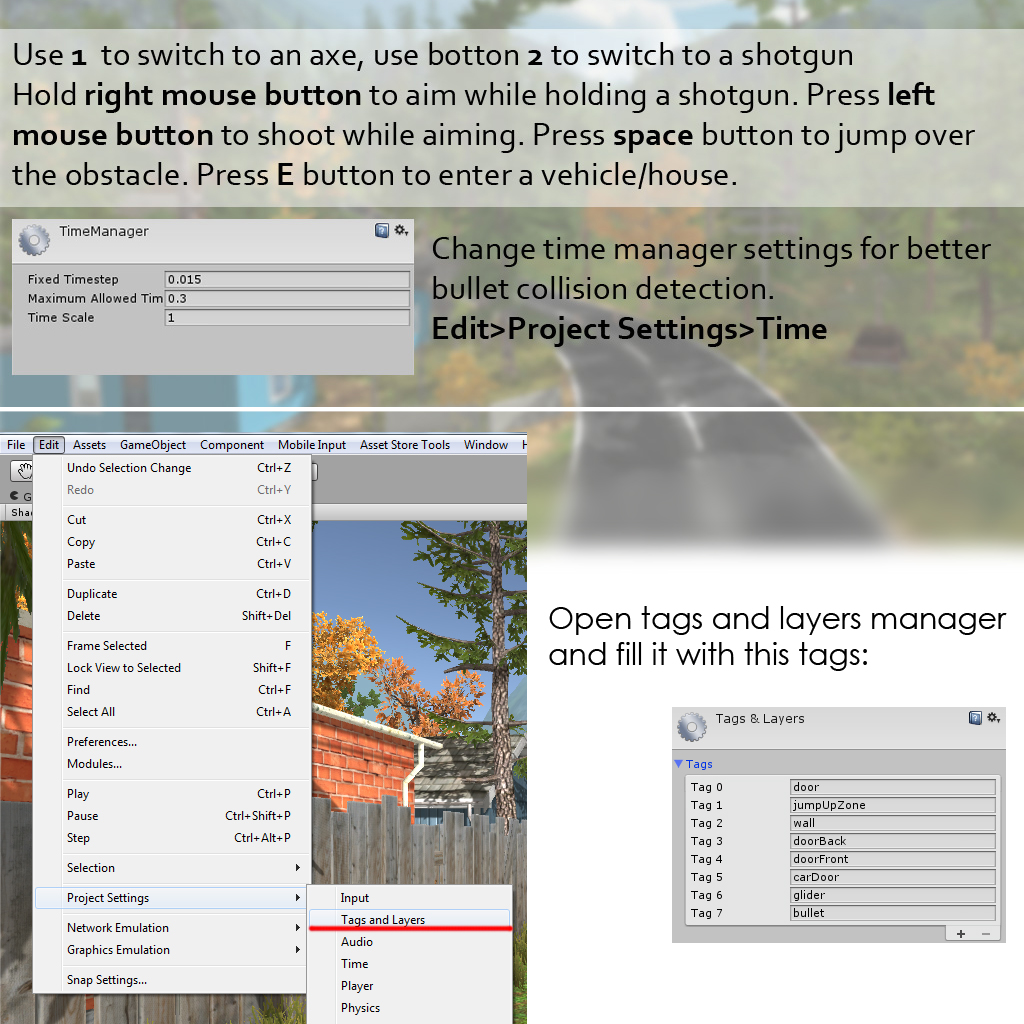 Use 1 to switch to an axe, use botton 2 to switch to a shotgun
Hold right mouse button to aim while holding a shotgun. Press left
mouse button to shoot while aiming. Press space button to jump over
the obstacle. Press E button to enter a vehicle/house.
TimeManager
Fixed Timestep 0.015
Maximum Allowed Tim 0.3
Time Scale 1
Change time manager settings for better
bullet collision detection.
Edit>Project Settings>Time
File Edit Assets GameObject Component Mobile Input Asset Store Tools Window H
G
Sha
Undo Selection Change Ctrl+Z
Redo Ctrl+Y
Cut Ctrl+X
Copy Ctrl+C
Paste Ctrl+V
Duplicate Ctrl+D
Delete Shift+Del
Frame Selected F
Lock View to Selected Shift+F
Find Ctrl+F
Select All Ctrl+A
Preferences...
Modules...
Play Ctrl+P
Pause Ctrl+Shift+P
Step Ctrl+Alt+P
Selection
Project Settings
Network Emulation
Graphics Emulation
Snap Settings...
Input
Tags and Layers
Audio
Time
Player
Physics
Open tags and layers manager
and fill it with this tags:
Tags & Layers
Tags
Tag 0 door
Tag 1 jumpUpZone
Tag 2 wall
Tag 3 doorBack
Tag 4 doorFront
Tag 5 carDoor
Tag 6 glider
Tag 7 bullet